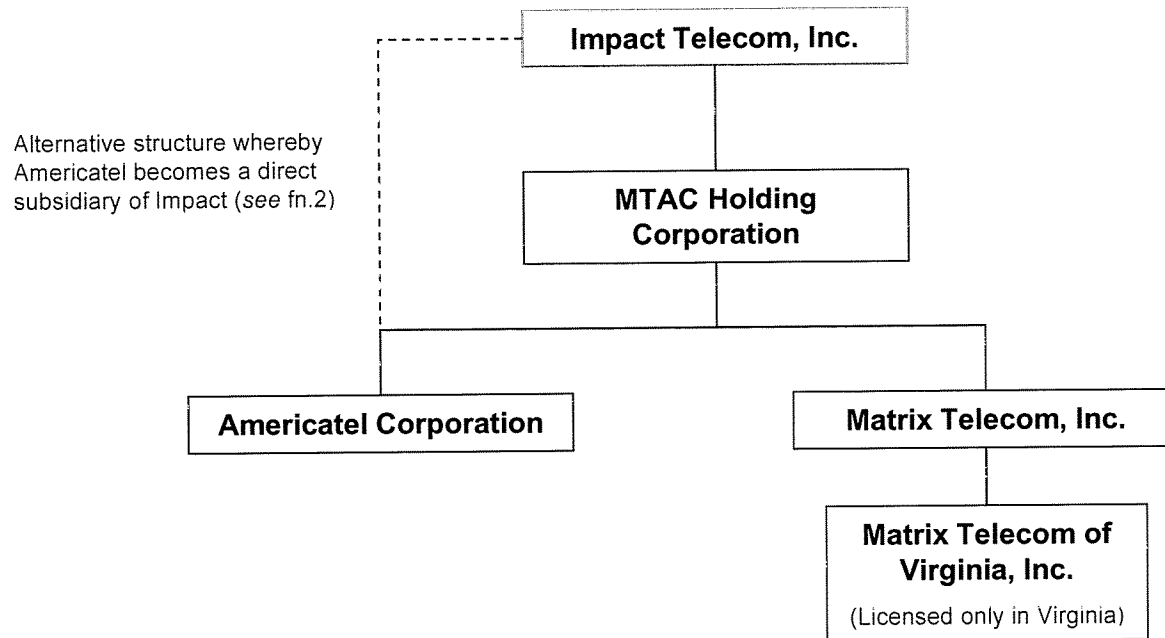 Impact Telecom, Inc.
Alternative structure whereby
Americatel becomes a direct
subsidiary of Impact (see fn.2)
MTAC Holding
Corporation
Americatel Corporation
Matrix Telecom, Inc.
Matrix Telecom of
Virginia, Inc.
(Licensed only in Virginia)